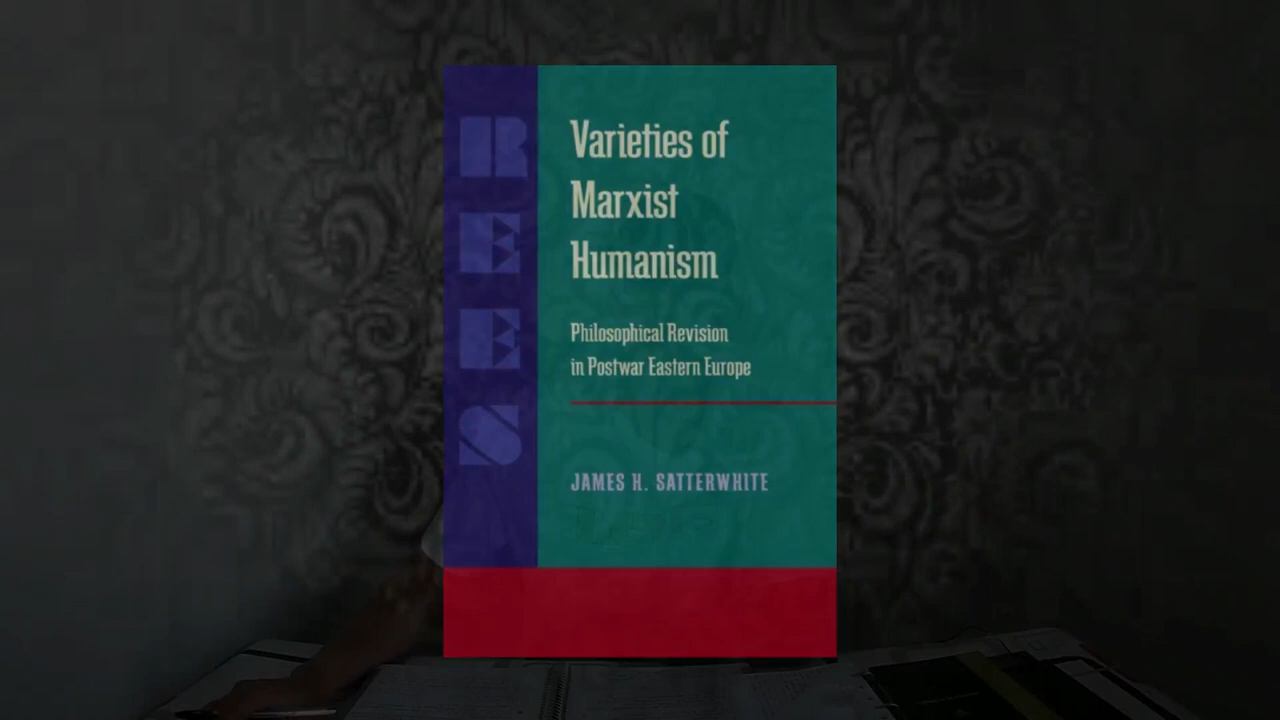 REES
Varieties of
Marxist
Humanism
Philosophical Revision
in Postwar Eastern Europe
JAMES H. SATTERWHITE